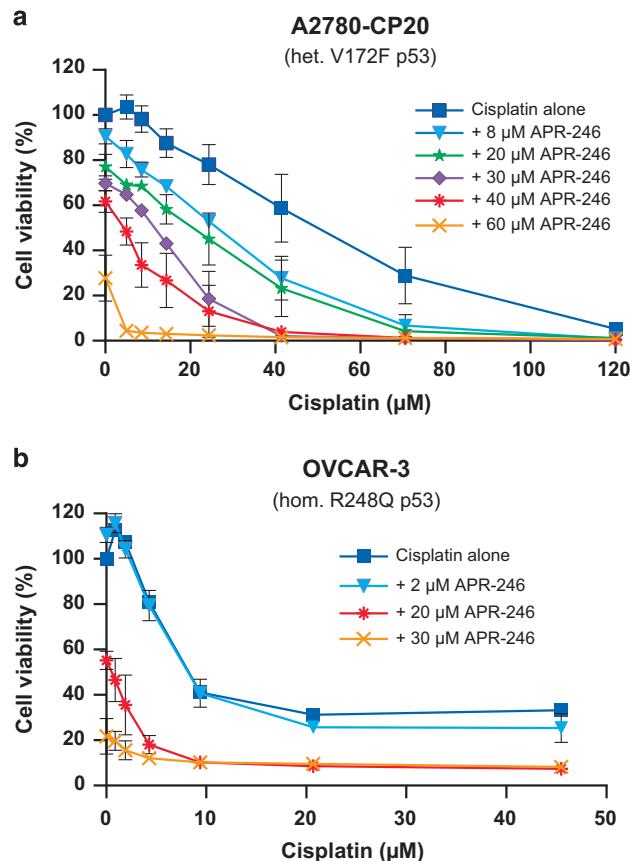 a
A2780-CP20
(het. V172F p53)
Cell viability (%)
120
100
80
60
40
20
0
Cisplatin alone
+ 8 µM APR-246
+ 20 µM APR-246
+ 30 µM APR-246
+ 40 µM APR-246
+ 60 µM APR-246
0 20 40 60 80 100 120
Cisplatin (µM)
b
OVCAR-3
(hom. R248Q p53)
Cell viability (%)
120
100
80
60
40
20
0
Cisplatin alone
+ 2 µM APR-246
+ 20 µM APR-246
+ 30 µM APR-246
0 10 20 30 40 50
Cisplatin (µM)